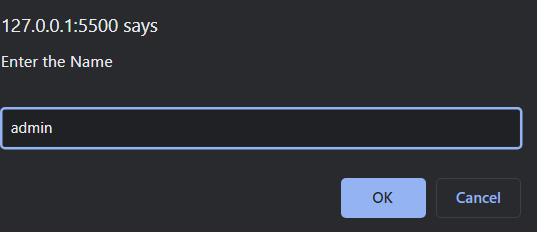 127.0.0.1:5500 says
Enter the Name
admin
OK Cancel